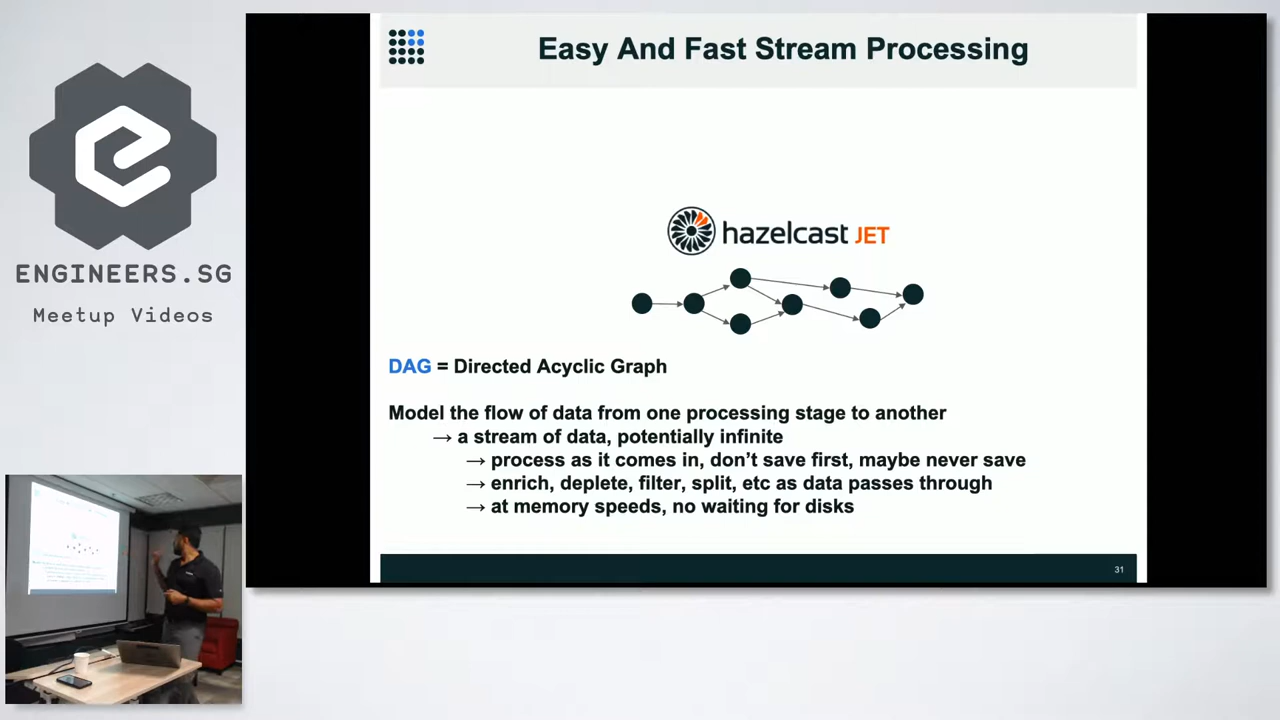 Easy And Fast Stream Processing
hazelcast JET
DAG = Directed Acyclic Graph
Model the flow of data from one processing stage to another
→ a stream of data, potentially infinite
→ process as it comes in, don’t save first, maybe never save
→ enrich, deplete, filter, split, etc as data passes through
→ at memory speeds, no waiting for disks
31
ENGINEERS.SG
Meetup Videos